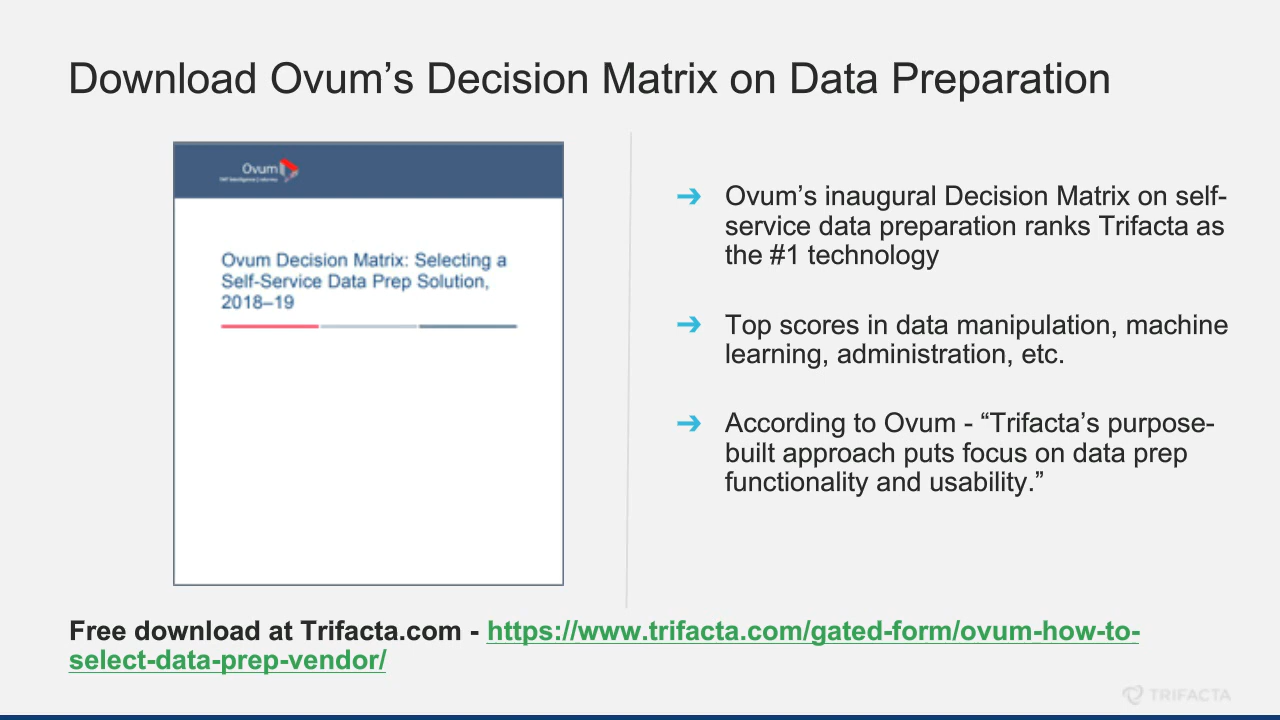 Download Ovum’s Decision Matrix on Data Preparation
Ovum
Ovum Decision Matrix: Selecting a
Self-Service Data Prep Solution,
2018–19
➔ Ovum’s inaugural Decision Matrix on self-
service data preparation ranks Trifacta as
the #1 technology
➔ Top scores in data manipulation, machine
learning, administration, etc.
➔ According to Ovum - “Trifacta’s purpose-
built approach puts focus on data prep
functionality and usability.”
Free download at Trifacta.com - https://www.trifacta.com/gated-form/ovum-how-to-
select-data-prep-vendor/
TRIFACTA